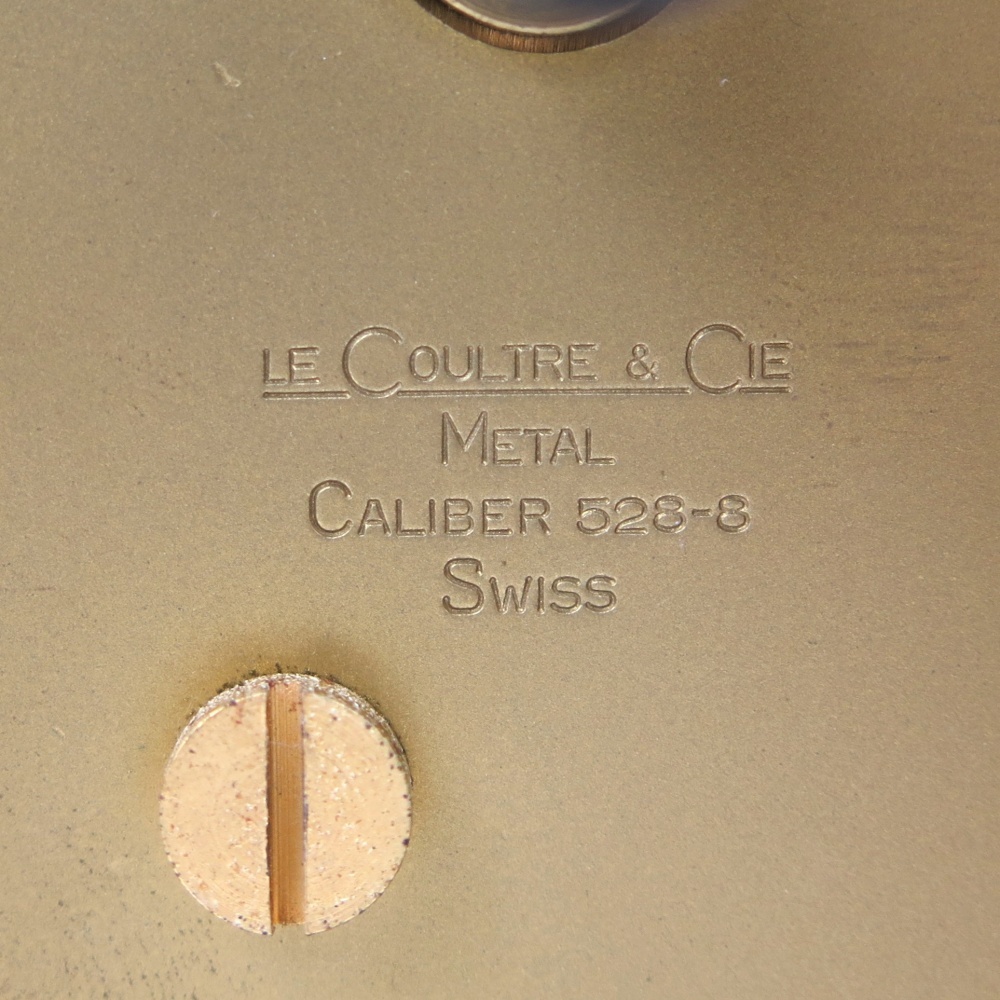 LE COULTRE & CIE
METAL
CALIBER 528-8
SWISS